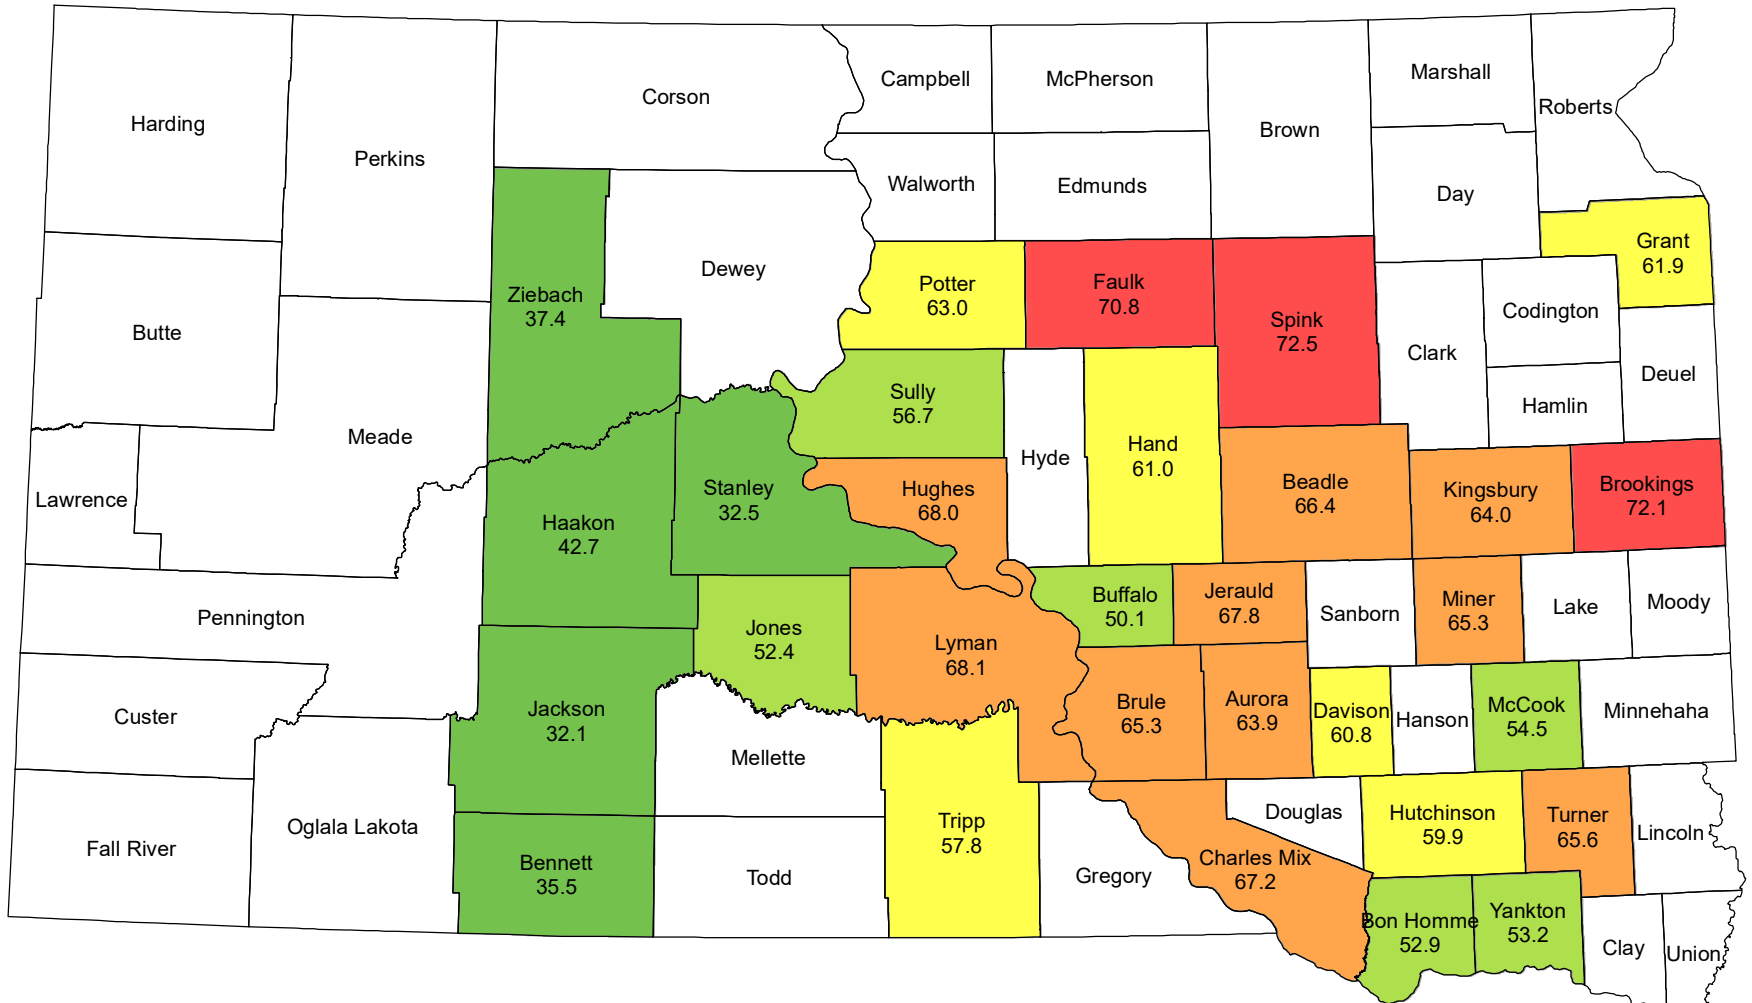 Harding
Perkins
Corson
Campbell
McPherson
Brown
Marshall
Roberts
Walworth
Edmunds
Day
Butte
Meade
Ziebach
37.4
Dewey
Potter
63.0
Faulk
70.8
Spink
72.5
Grant
61.9
Clark
Codington
Hamlin
Deuel
Sully
56.7
Hyde
Hand
61.0
Lawrence
Haakon
42.7
Stanley
32.5
Hughes
68.0
Beadle
66.4
Kingsbury
64.0
Brookings
72.1
Pennington
Jones
52.4
Lyman
68.1
Buffalo
50.1
Jerauld
67.8
Sanborn
Miner
65.3
Lake
Moody
Custer
Jackson
32.1
Mellette
Brule
65.3
Aurora
63.9
Davison
60.8
Hanson
McCook
54.5
Minnehaha
Fall River
Oglala Lakota
Bennett
35.5
Todd
Tripp
57.8
Gregory
Charles Mix
67.2
Douglas
Hutchinson
59.9
Turner
65.6
Lincoln
Bon Homme
52.9
Yankton
53.2
Clay
Union